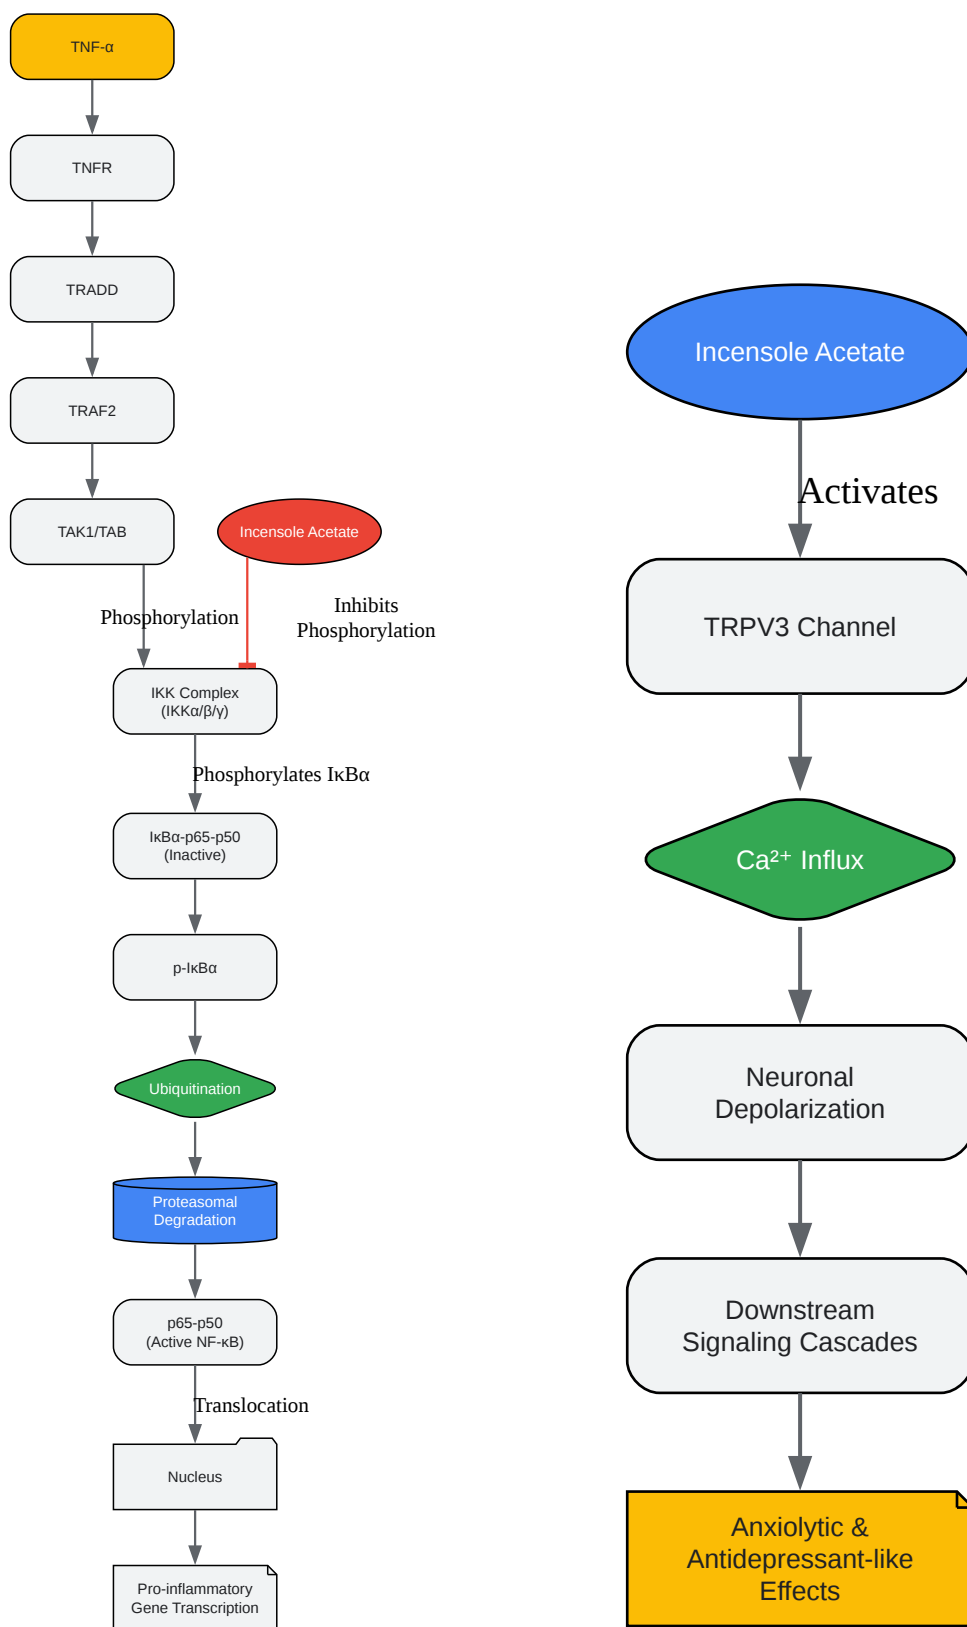 TNF-α
TNFR
TRADD
TRAF2
TAK1/TAB
Incensole Acetate
Phosphorylation
Inhibits
Phosphorylation
IKK Complex
(IKKα/β/γ)
Phosphorylates IκBα
IκBα-p65-p50
(Inactive)
p-IκBα
Ubiquitination
Proteasomal
Degradation
p65-p50
(Active NF-κB)
Translocation
Nucleus
Pro-inflammatory
Gene Transcription
Incensole Acetate
Activates
TRPV3 Channel
Ca²⁺ Influx
Neuronal
Depolarization
Downstream
Signaling Cascades
Anxiolytic &
Antidepressant-like
Effects